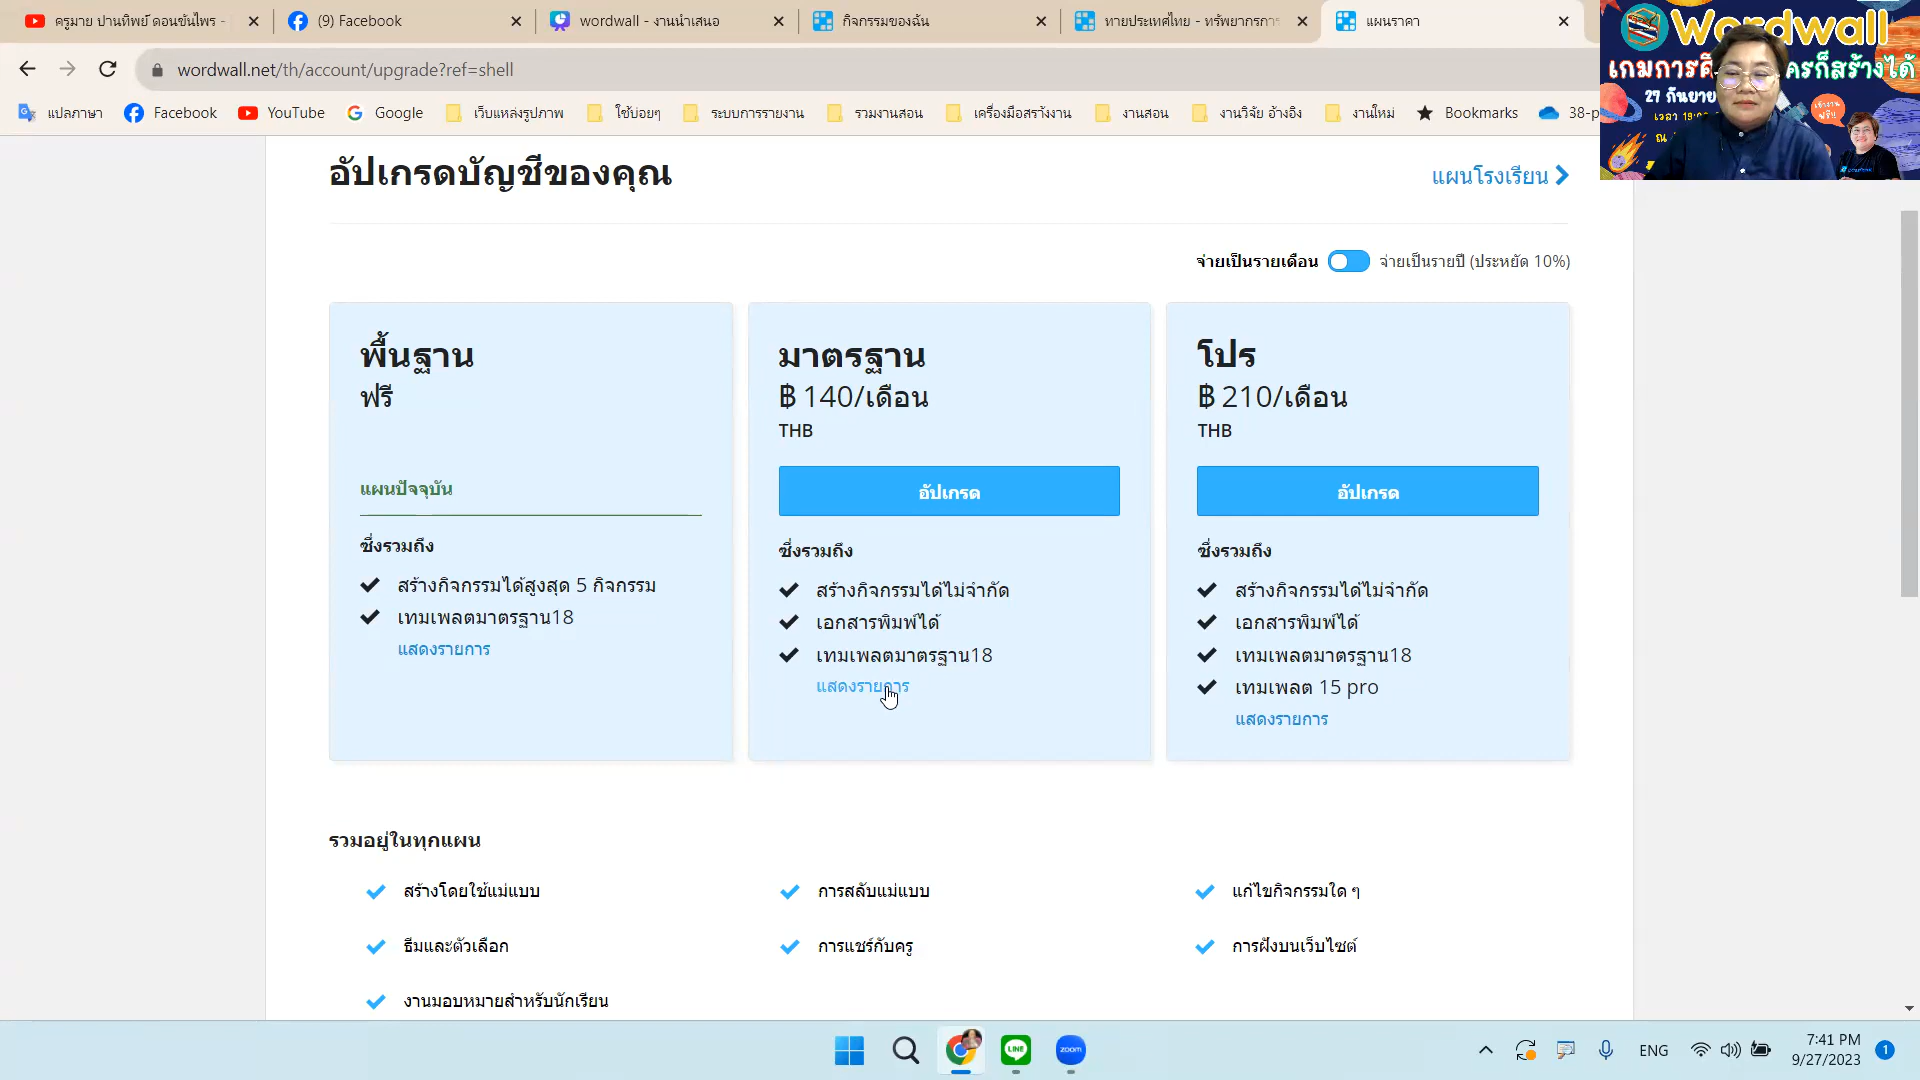 ครูมาย ปานทิพย์ ดอนขันไพร -
(9) Facebook
wordwall - งานนำเสนอ
กิจกรรมของฉัน
ทายประเทศไทย - ทรัพยากรการ
แผนราคา
wordwall.net/th/account/upgrade?ref=shell
แปลภาษา
Facebook
YouTube
Google
เว็บแหล่งรูปภาพ
ใช้บ่อยๆ
ระบบการรายงาน
รวมงานสอน
เครื่องมือสร้างงาน
งานสอน
งานวิจัย อ้างอิง
งานใหม่
Bookmarks
38-p
Wordwall
27 กันยาย
อัปเกรดบัญชีของคุณ
แผนโรงเรียน
จ่ายเป็นรายเดือน
จ่ายเป็นรายปี (ประหยัด 10%)
พื้นฐาน
ฟรี
แผนปัจจุบัน
ซึ่งรวมถึง
สร้างกิจกรรมได้สูงสุด 5 กิจกรรม
เทมเพลตมาตรฐาน18
แสดงรายการ
มาตรฐาน
฿ 140/เดือน
THB
อัปเกรด
ซึ่งรวมถึง
สร้างกิจกรรมได้ไม่จำกัด
เอกสารพิมพ์ได้
เทมเพลตมาตรฐาน18
แสดงรายการ
โปร
฿ 210/เดือน
THB
อัปเกรด
ซึ่งรวมถึง
สร้างกิจกรรมได้ไม่จำกัด
เอกสารพิมพ์ได้
เทมเพลตมาตรฐาน18
เทมเพลต 15 pro
แสดงรายการ
รวมอยู่ในทุกแผน
สร้างโดยใช้แม่แบบ
การสลับแม่แบบ
แก้ไขกิจกรรมใด ๆ
ธีมและตัวเลือก
การแชร์กับครู
การฝังบนเว็บไซต์
งานมอบหมายสำหรับนักเรียน
LINE
zoom
ENG
7:41 PM
9/27/2023
1